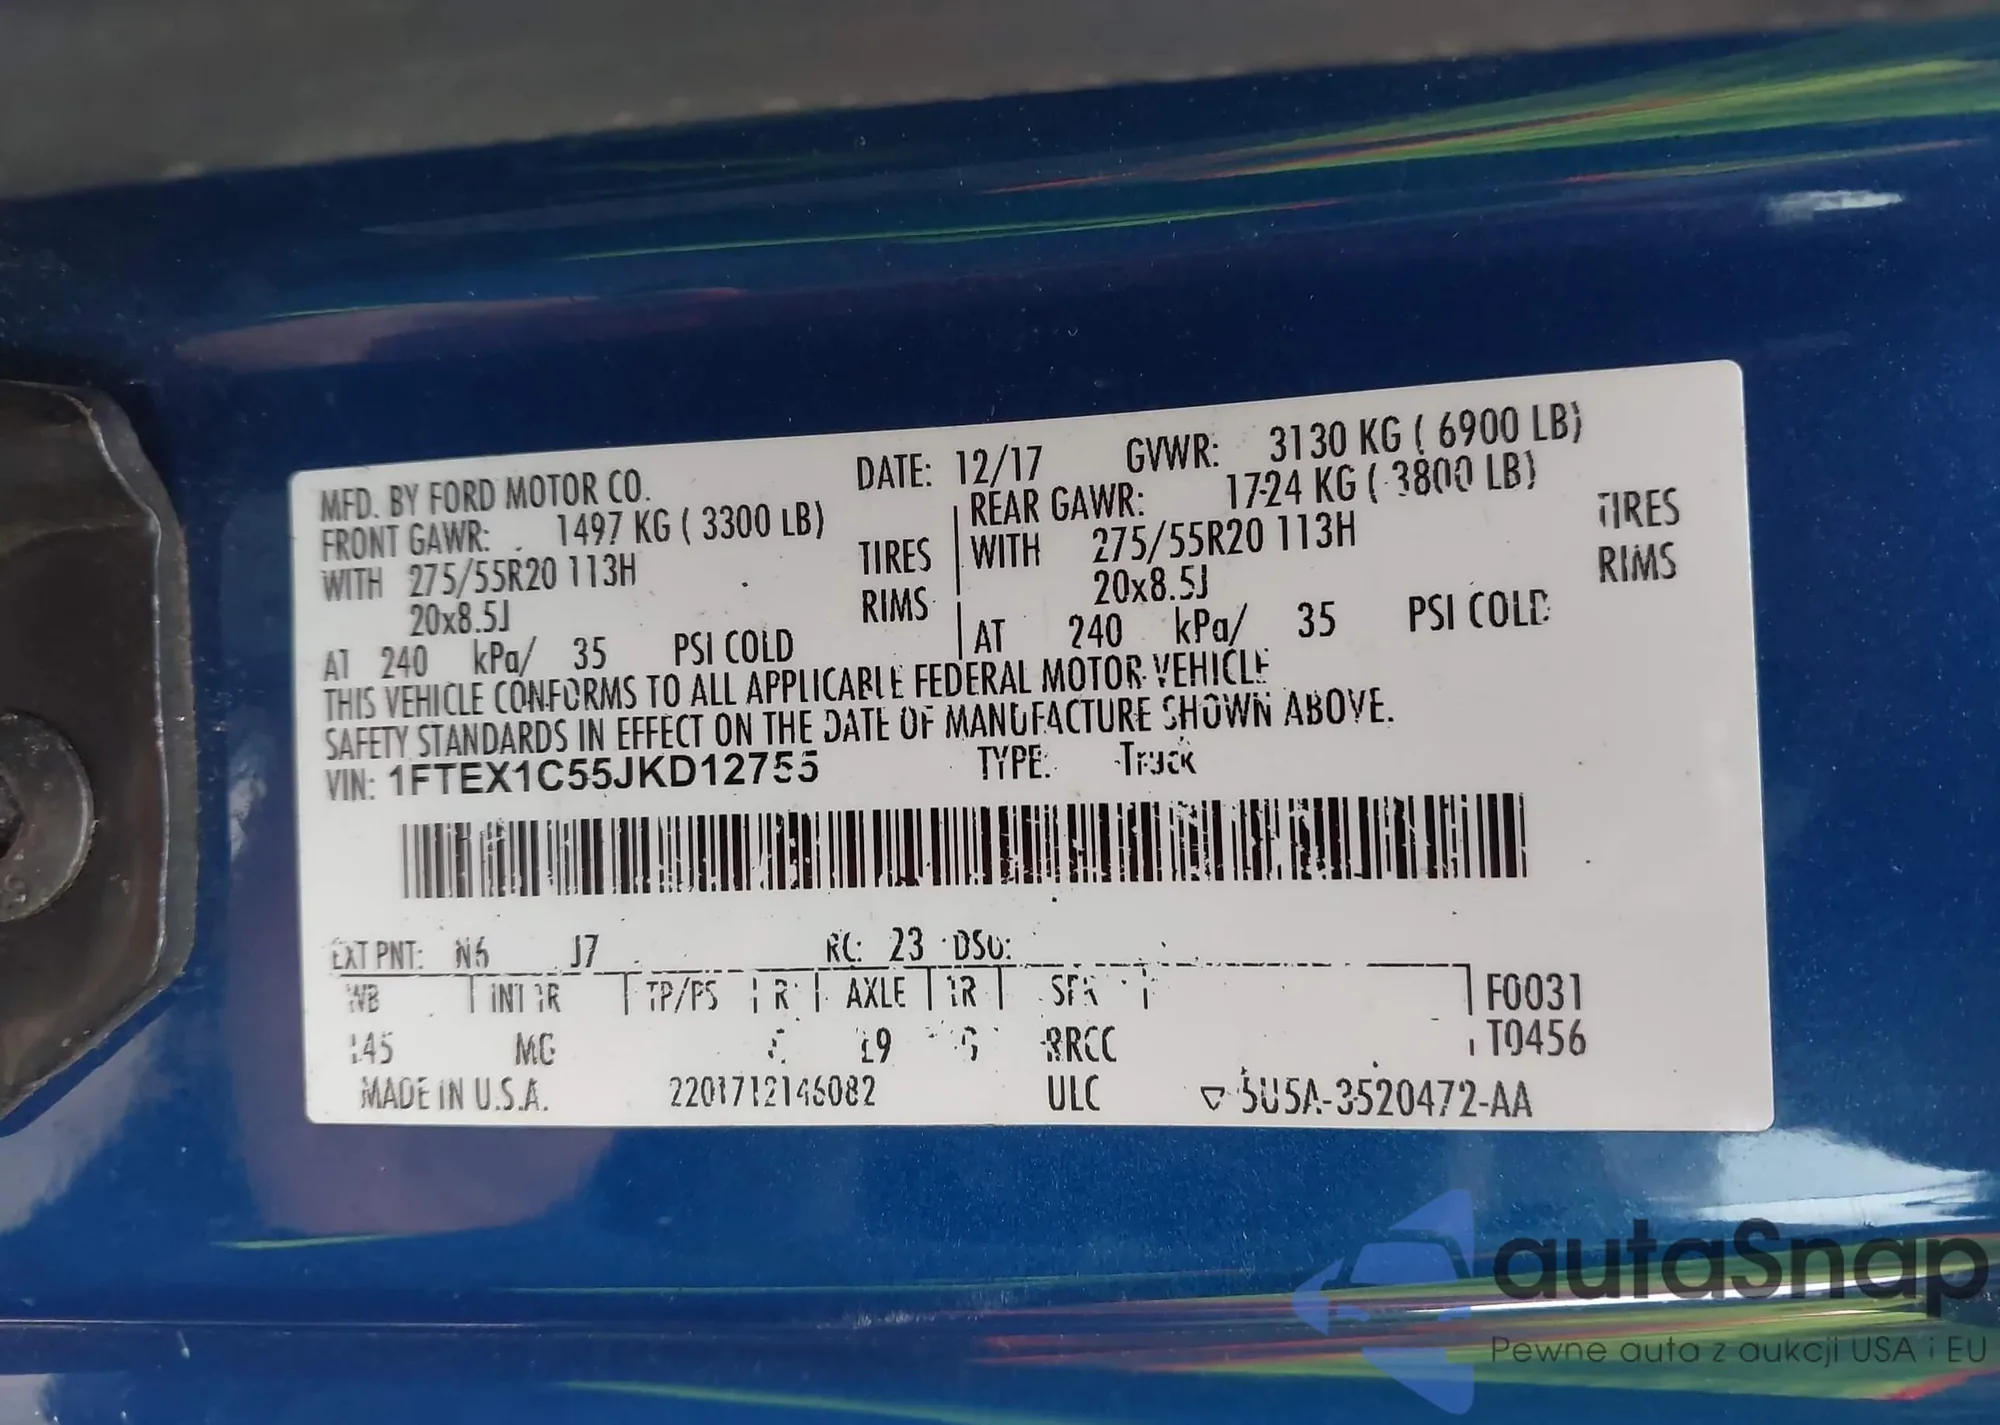 MFD. BY FORD MOTOR CO. DATE: 12/17 GVWR: 3130 KG ( 6900 LB)
FRONT GAWR: 1497 KG ( 3300 LB) REAR GAWR: 1724 KG ( 3800 LB)
WITH 275/55R20 113H TIRES WITH 275/55R20 113H TIRES
20x8.5J RIMS 20x8.5J RIMS
AT 240 kPa/ 35 PSI COLD AT 240 kPa/ 35 PSI COLD
THIS VEHICLE CONFORMS TO ALL APPLICABLE FEDERAL MOTOR VEHICLE
SAFETY STANDARDS IN EFFECT ON THE DATE OF MANUFACTURE SHOWN ABOVE.
VIN: 1FTEX1C55JKD12755 TYPE: Truck
EXT PNT: N6 J7 RC: 23 DSO:
WB INT TR TP/PS R AXLE TR SPR F0031
145 MG L9 RRCC T0456
MADE IN U.S.A. 2201712146082 ULC 5U5A-3520472-AA
autaSnap
Pewne auta z aukcji USA i EU